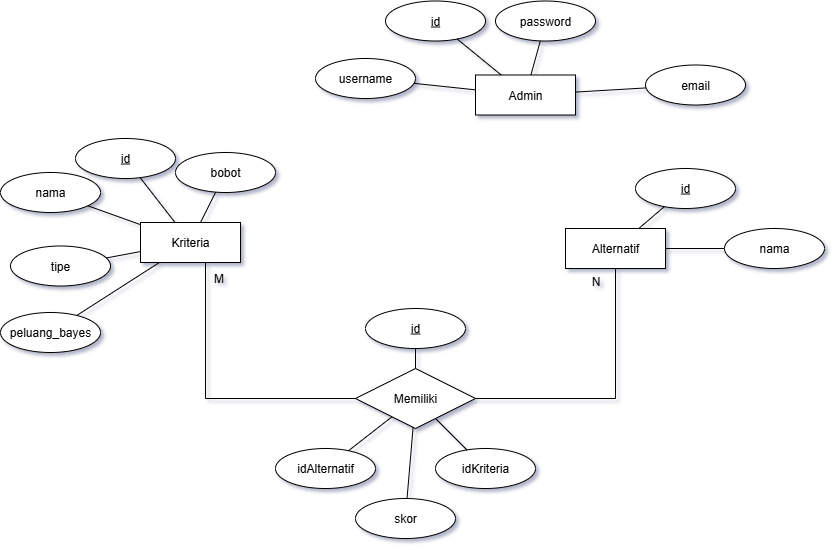 id
password
username
email
Admin
id
bobot
nama
Kriteria
tipe
peluang_bayes
M
id
Alternatif
nama
N
id
Memiliki
idAlternatif
idKriteria
skor